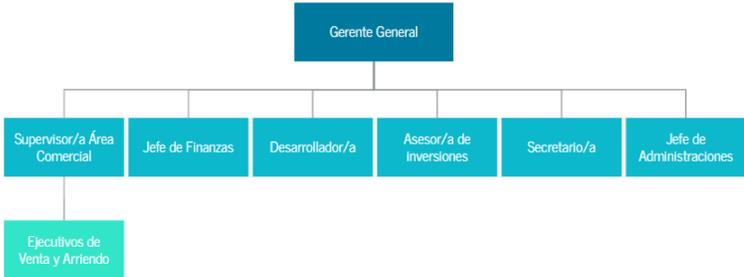 Gerente General
Supervisor/a Área
Comercial
Jefe de Finanzas
Desarrollador/a
Asesor/a de
inversiones
Secretario/a
Jefe de
Administraciones
Ejecutivos de
Venta y Arriendo